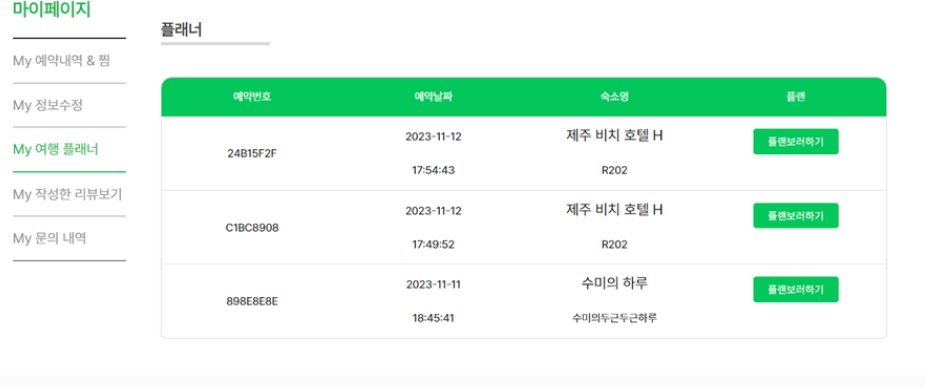 마이페이지
My 예약내역 & 찜
My 정보수정
My 여행 플래너
My 작성한 리뷰보기
My 문의 내역
플래너
예약번호 예약날짜 숙소명 플랜
24B15F2F
2023-11-12
17:54:43
제주 비치 호텔 H
R202
플랜보러하기
C1BC8908
2023-11-12
17:49:52
제주 비치 호텔 H
R202
플랜보러하기
898E8E8E
2023-11-11
18:45:41
수미의 하루
수미의두근두근하루
플랜보러하기